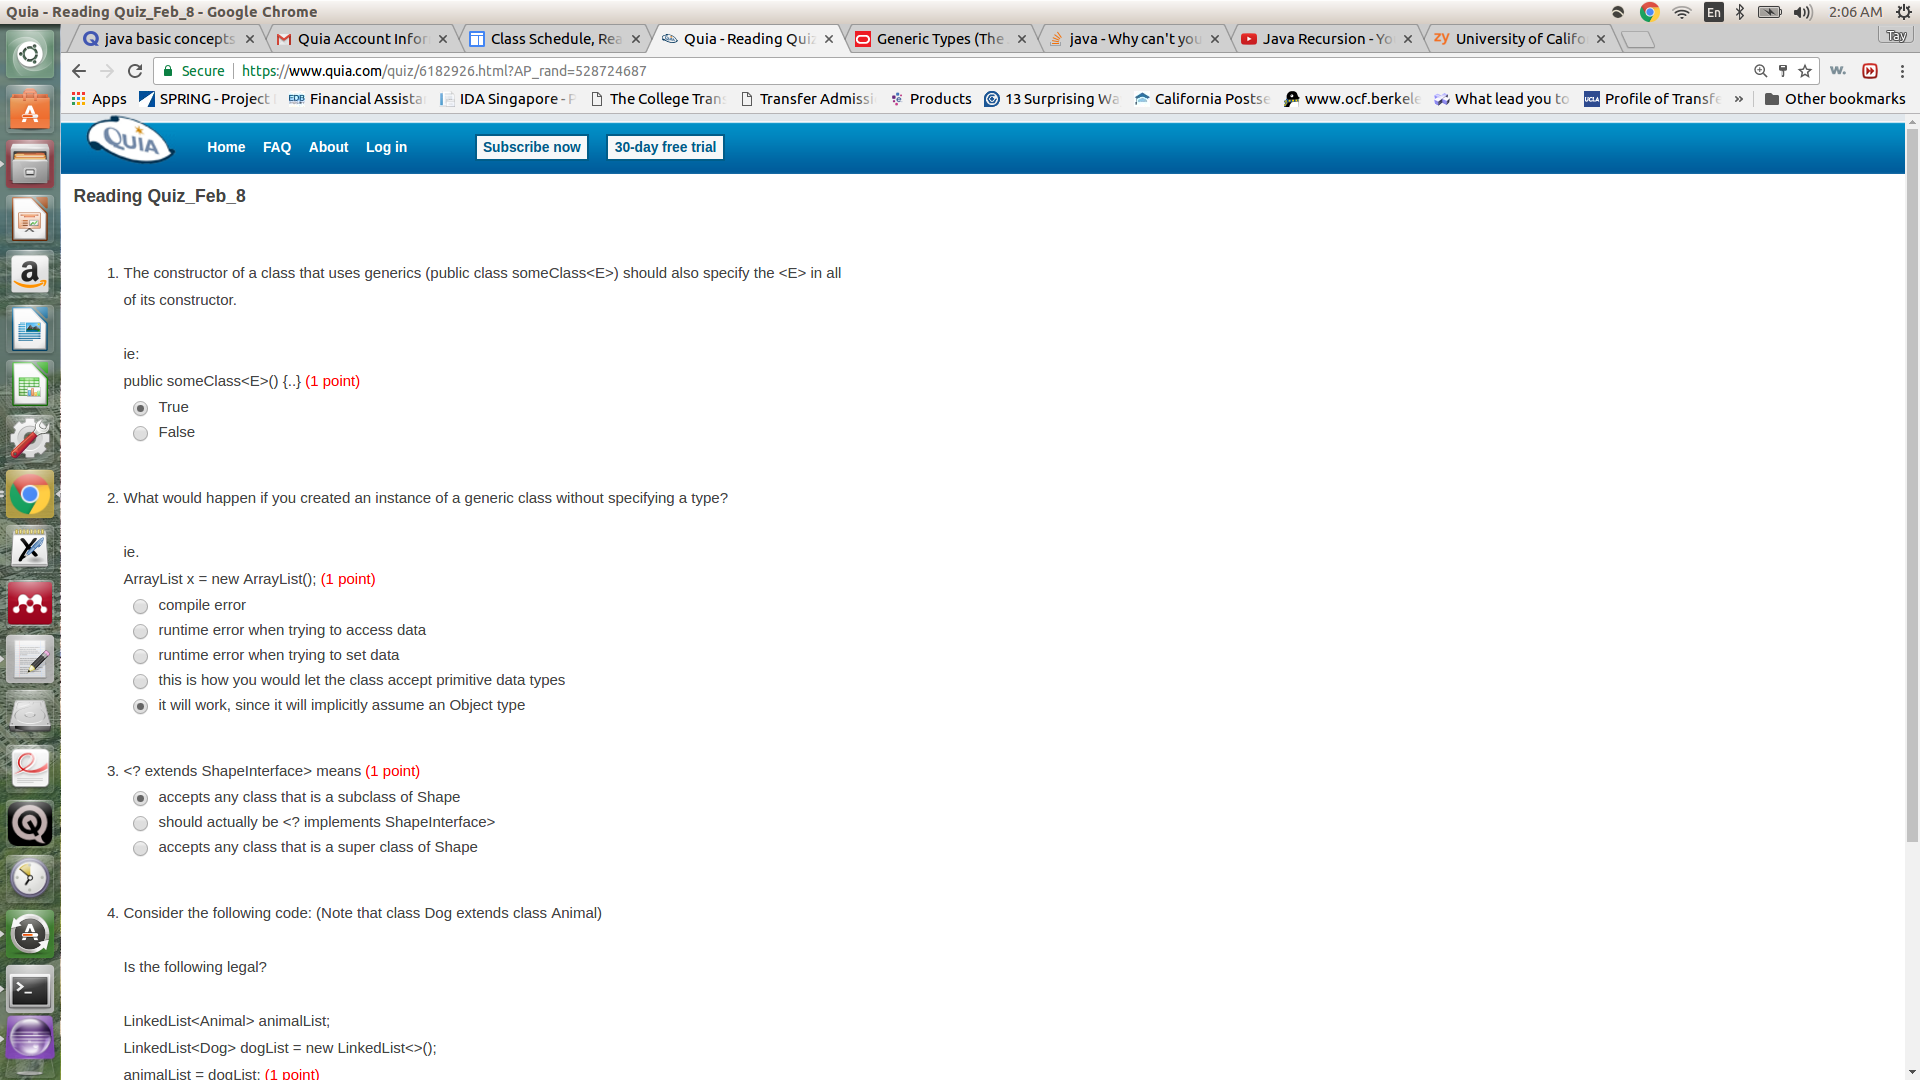 Quia - Reading Quiz_Feb_8 - Google Chrome
En
2:06 AM
java basic concepts
Quia Account Infor
Class Schedule, Rea
Quia - Reading Quiz
Generic Types (The
java - Why can't you
Java Recursion - Yo
zy University of Califo
Tay
Secure
https://www.quia.com/quiz/6182926.html?AP_rand=528724687
w.
Apps
SPRING - Project
EDB Financial Assista
IDA Singapore - P
The College Tran
Transfer Admissi
Products
13 Surprising Wa
California Postse
www.ocf.berkele
What lead you to
UCLA Profile of Transfe
»
Other bookmarks
QUIA
Home
FAQ
About
Log in
Subscribe now
30-day free trial
Reading Quiz_Feb_8
1. The constructor of a class that uses generics (public class someClass<E>) should also specify the <E> in all
of its constructor.
ie:
public someClass<E>() {..} (1 point)
True
False
2. What would happen if you created an instance of a generic class without specifying a type?
ie.
ArrayList x = new ArrayList(); (1 point)
compile error
runtime error when trying to access data
runtime error when trying to set data
this is how you would let the class accept primitive data types
it will work, since it will implicitly assume an Object type
3. <? extends ShapeInterface> means (1 point)
accepts any class that is a subclass of Shape
should actually be <? implements ShapeInterface>
accepts any class that is a super class of Shape
4. Consider the following code: (Note that class Dog extends class Animal)
Is the following legal?
LinkedList<Animal> animalList;
LinkedList<Dog> dogList = new LinkedList<>();
animalList = dogList; (1 point)